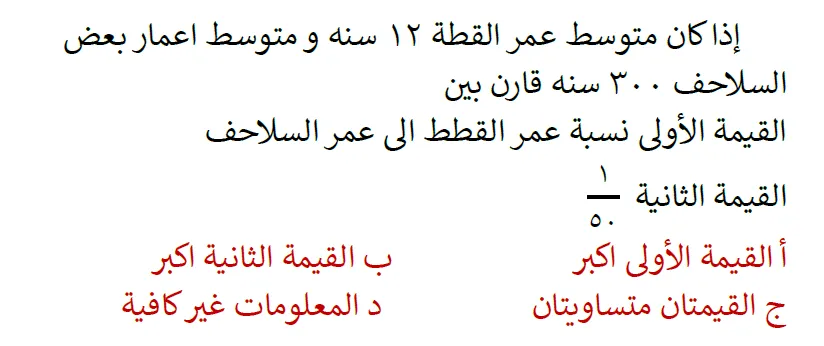 إذا كان متوسط عمر القطة ١٢ سنه و متوسط اعمار بعض
السلاحف ٣٠٠ سنه قارن بين
القيمة الأولى نسبة عمر القطط الى عمر السلاحف
القيمة الثانية ١/٥٠
أ القيمة الأولى اكبر ب القيمة الثانية اكبر
ج القيمتان متساويتان د المعلومات غير كافية